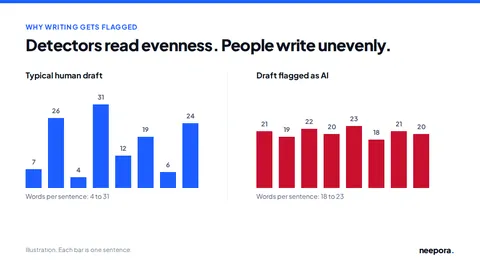 WHY WRITING GETS FLAGGED
Detectors read evenness. People write unevenly.
Typical human draft
7
26
4
31
12
19
6
24
Words per sentence: 4 to 31
Draft flagged as AI
21
19
22
20
23
18
21
20
Words per sentence: 18 to 23
Illustration. Each bar is one sentence.
neepora.